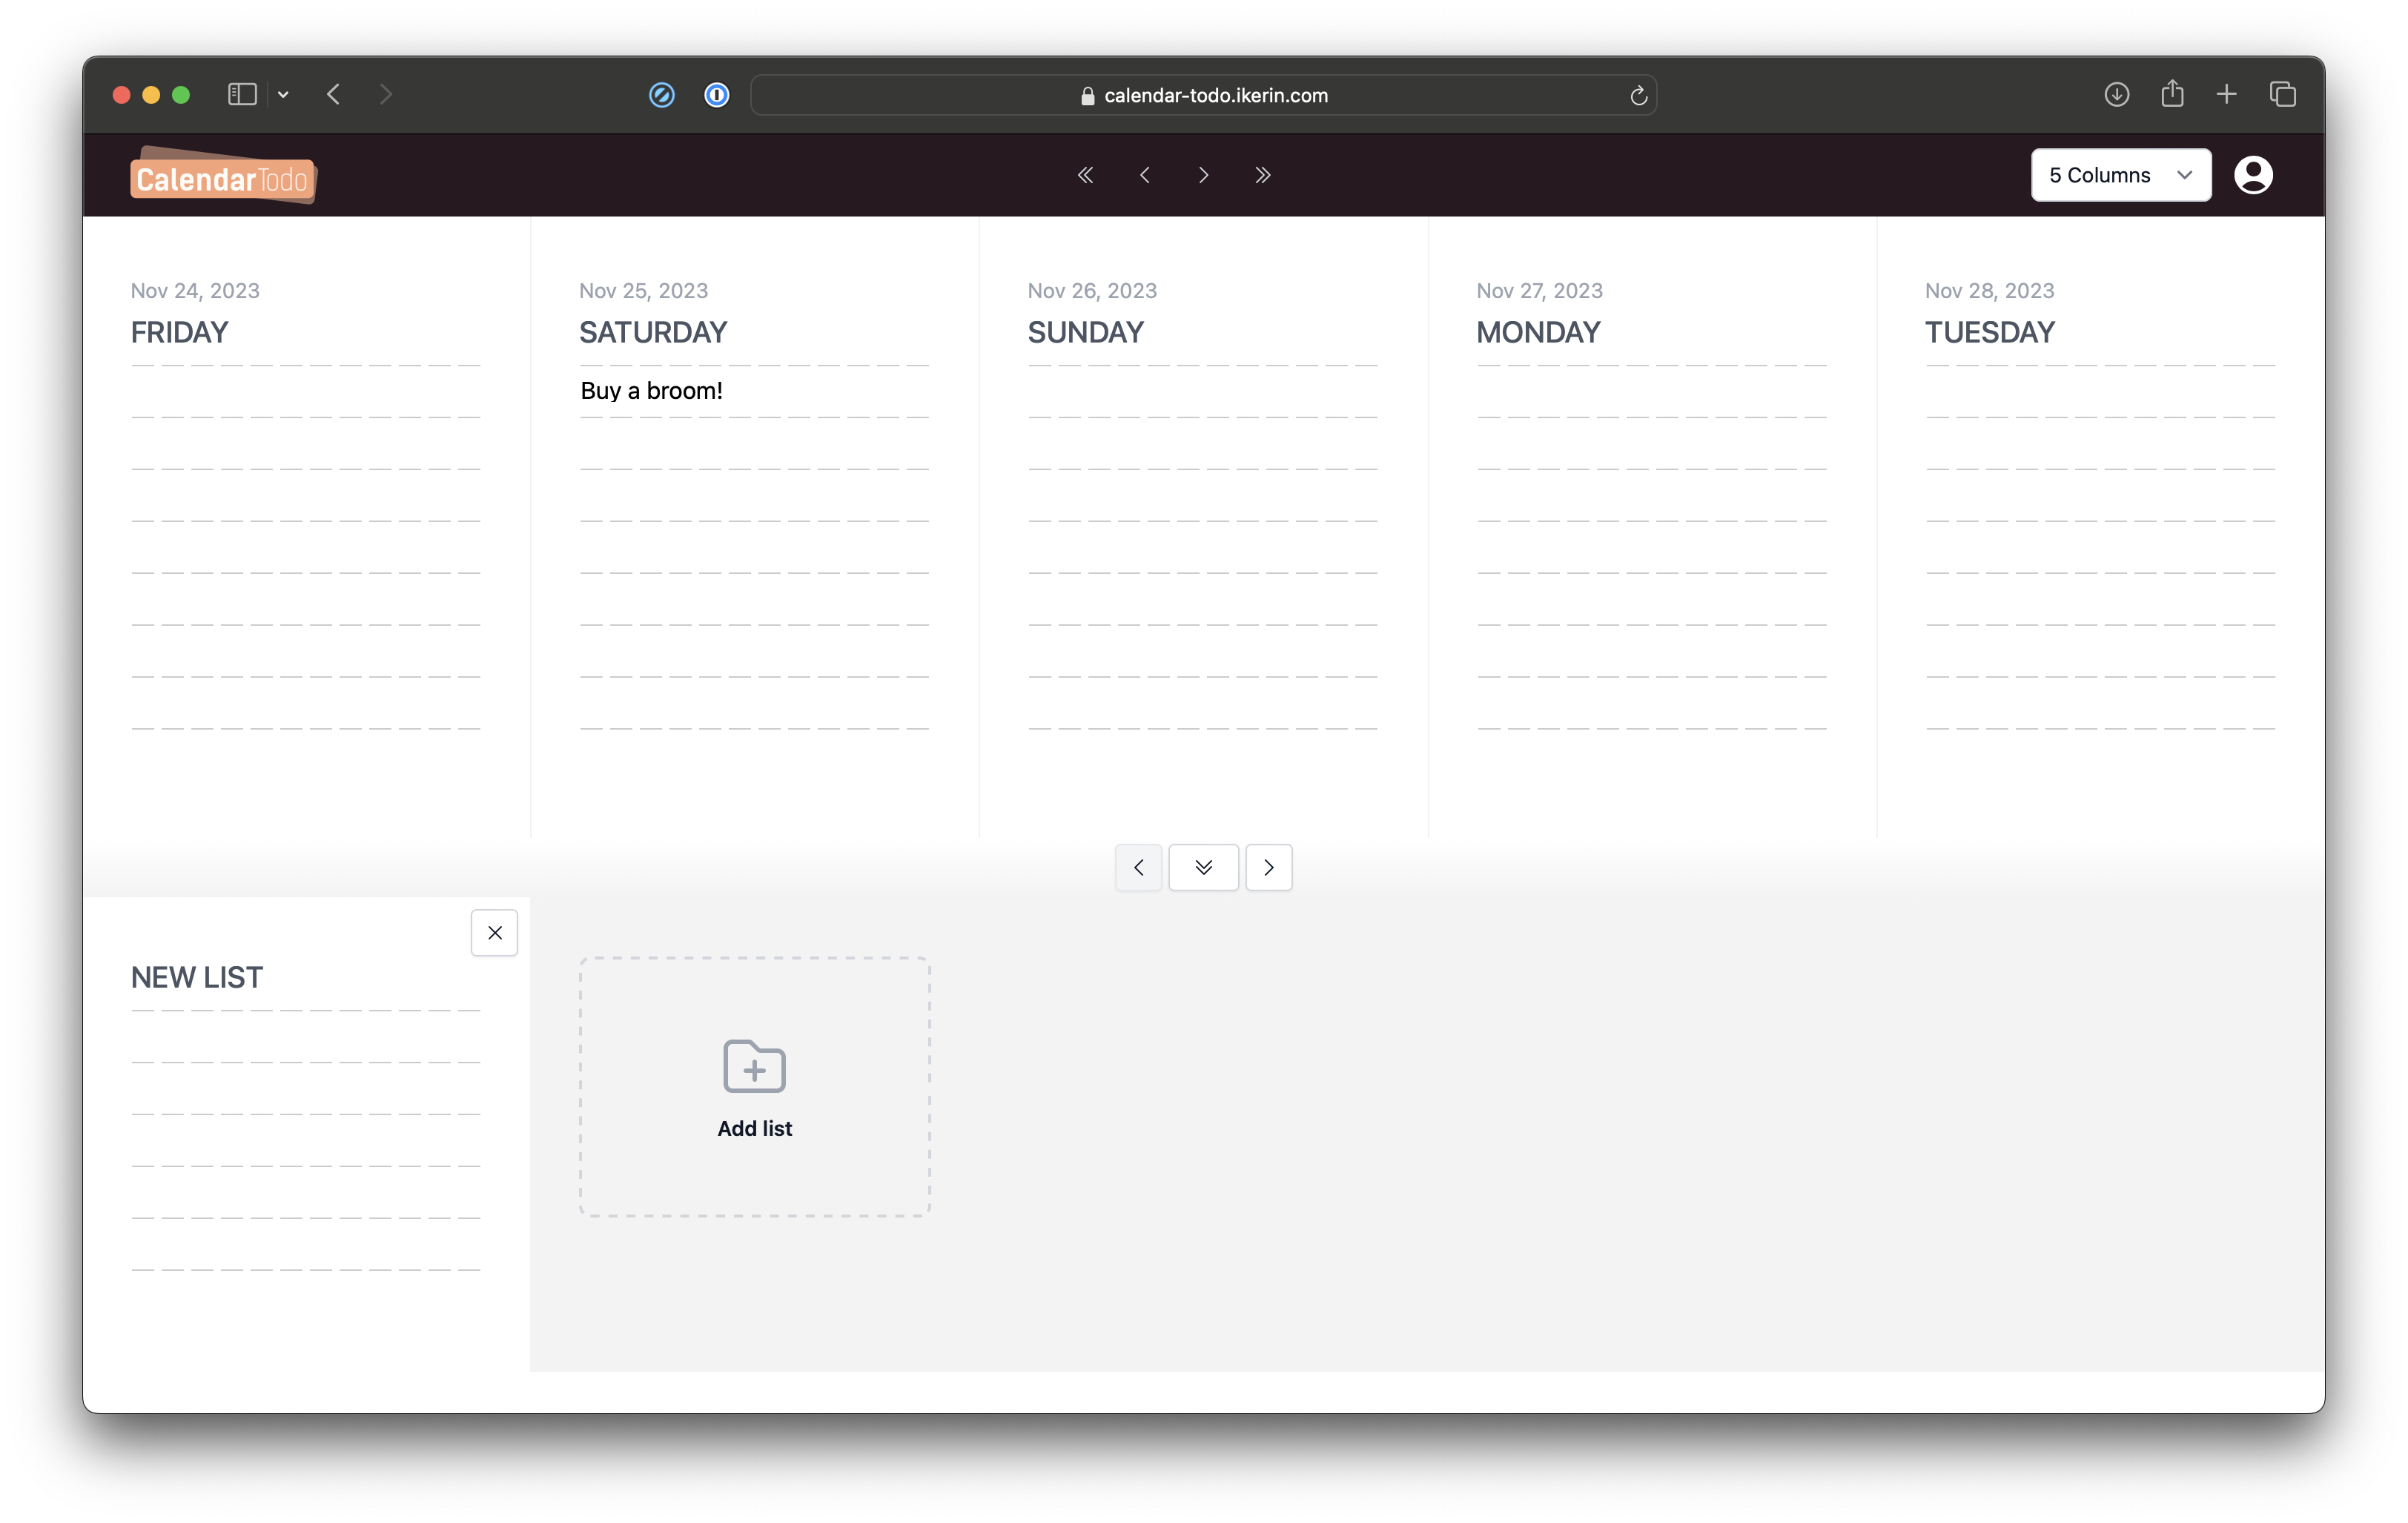 calendar-todo.ikerin.com
CalendarTodo
5 Columns
Nov 24, 2023
FRIDAY
Nov 25, 2023
SATURDAY
Buy a broom!
Nov 26, 2023
SUNDAY
Nov 27, 2023
MONDAY
Nov 28, 2023
TUESDAY
NEW LIST
Add list